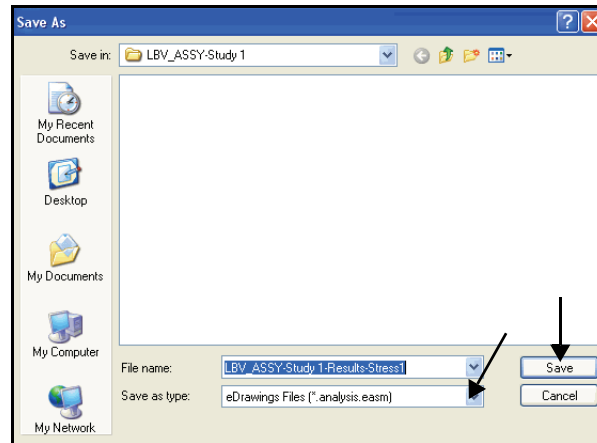 Save As
Save in: LBV_ASSY-Study 1
My Recent
Documents
Desktop
My Documents
My Computer
My Network
File name: LBV_ASSY-Study 1-Results-Stress1 Save
Save as type: eDrawings Files (*.analysis.easm) Cancel